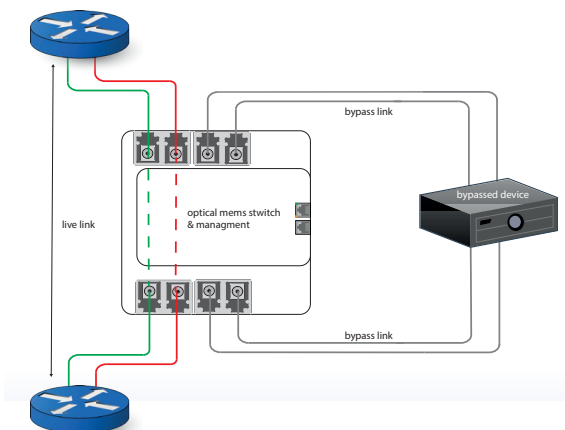 bypass link
bypassed device
optical mems stwitch
& managment
live link
bypass link